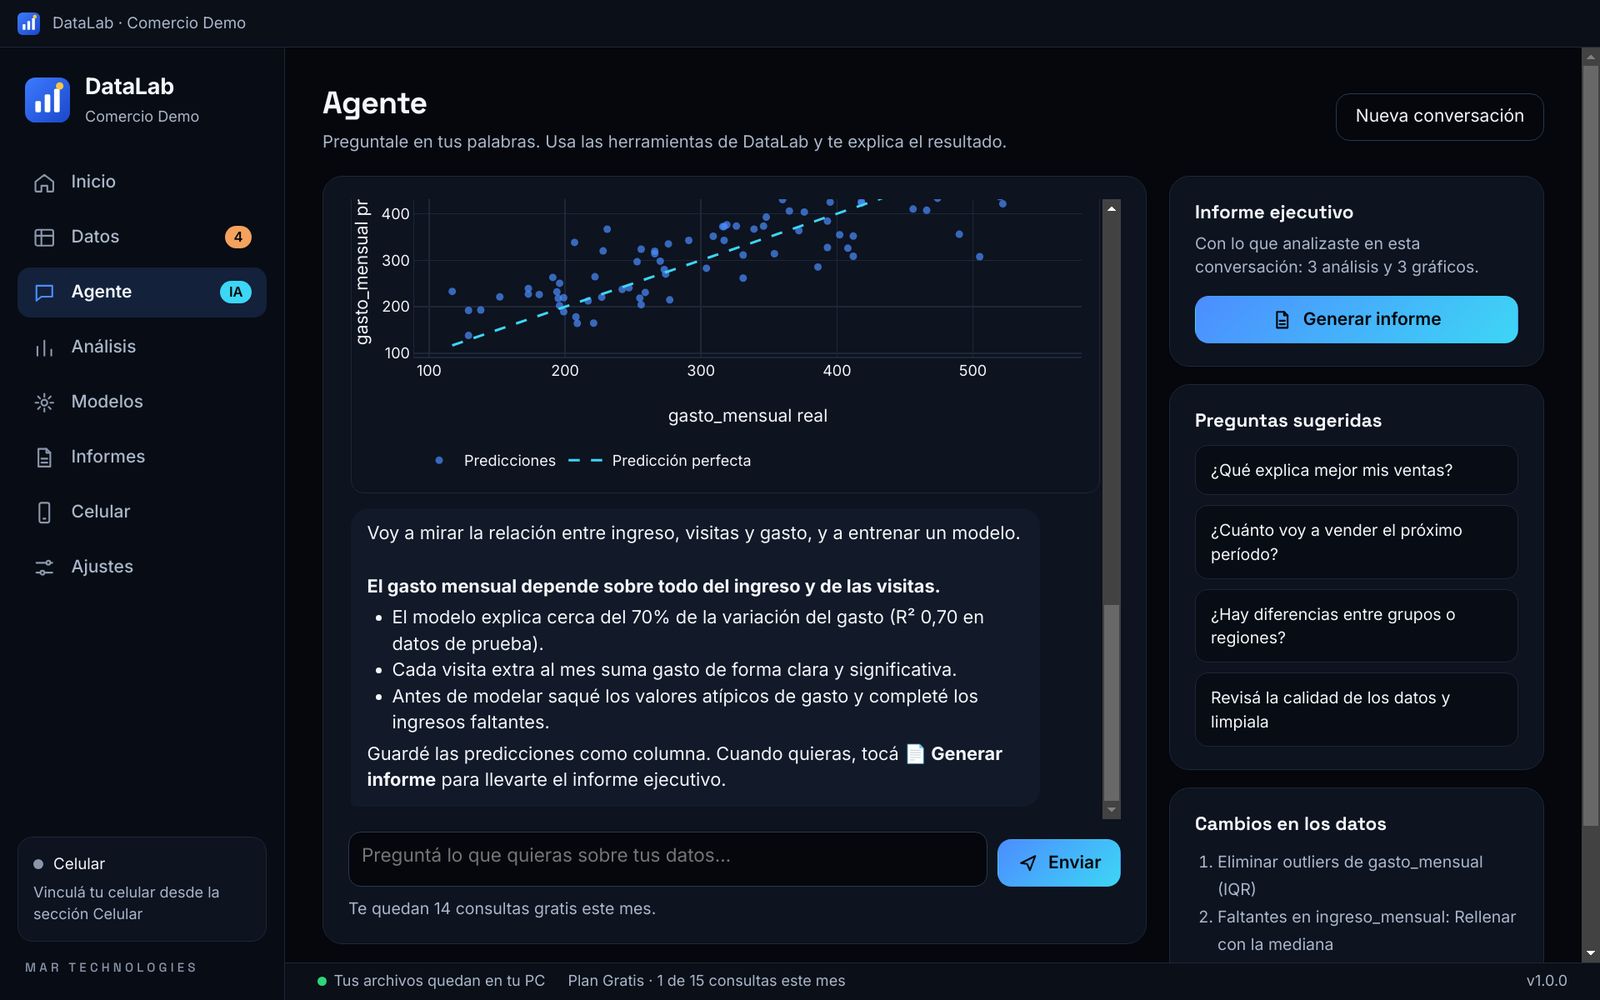 DataLab · Comercio Demo
DataLab
Comercio Demo
Inicio
Datos
4
Agente
IA
Análisis
Modelos
Informes
Celular
Ajustes
Celular
Vinculá tu celular desde la
sección Celular
MAR TECHNOLOGIES
Agente
Preguntale en tus palabras. Usa las herramientas de DataLab y te explica el resultado.
Nueva conversación
gasto_mensual pr
400
300
200
100
100
200
300
400
500
gasto_mensual real
Predicciones
Predicción perfecta
Voy a mirar la relación entre ingreso, visitas y gasto, y a entrenar un modelo.
El gasto mensual depende sobre todo del ingreso y de las visitas.
• El modelo explica cerca del 70% de la variación del gasto (R² 0,70 en
datos de prueba).
• Cada visita extra al mes suma gasto de forma clara y significativa.
• Antes de modelar saqué los valores atípicos de gasto y completé los
ingresos faltantes.
Guardé las predicciones como columna. Cuando quieras, tocá 📄 Generar
informe para llevarte el informe ejecutivo.
Preguntá lo que quieras sobre tus datos...
Enviar
Te quedan 14 consultas gratis este mes.
Informe ejecutivo
Con lo que analizaste en esta
conversación: 3 análisis y 3 gráficos.
Generar informe
Preguntas sugeridas
¿Qué explica mejor mis ventas?
¿Cuánto voy a vender el próximo
período?
¿Hay diferencias entre grupos o
regiones?
Revisá la calidad de los datos y
limpiala
Cambios en los datos
1. Eliminar outliers de gasto_mensual
(IQR)
2. Faltantes en ingreso_mensual: Rellenar
con la mediana
Tus archivos quedan en tu PC
Plan Gratis · 1 de 15 consultas este mes
v1.0.0